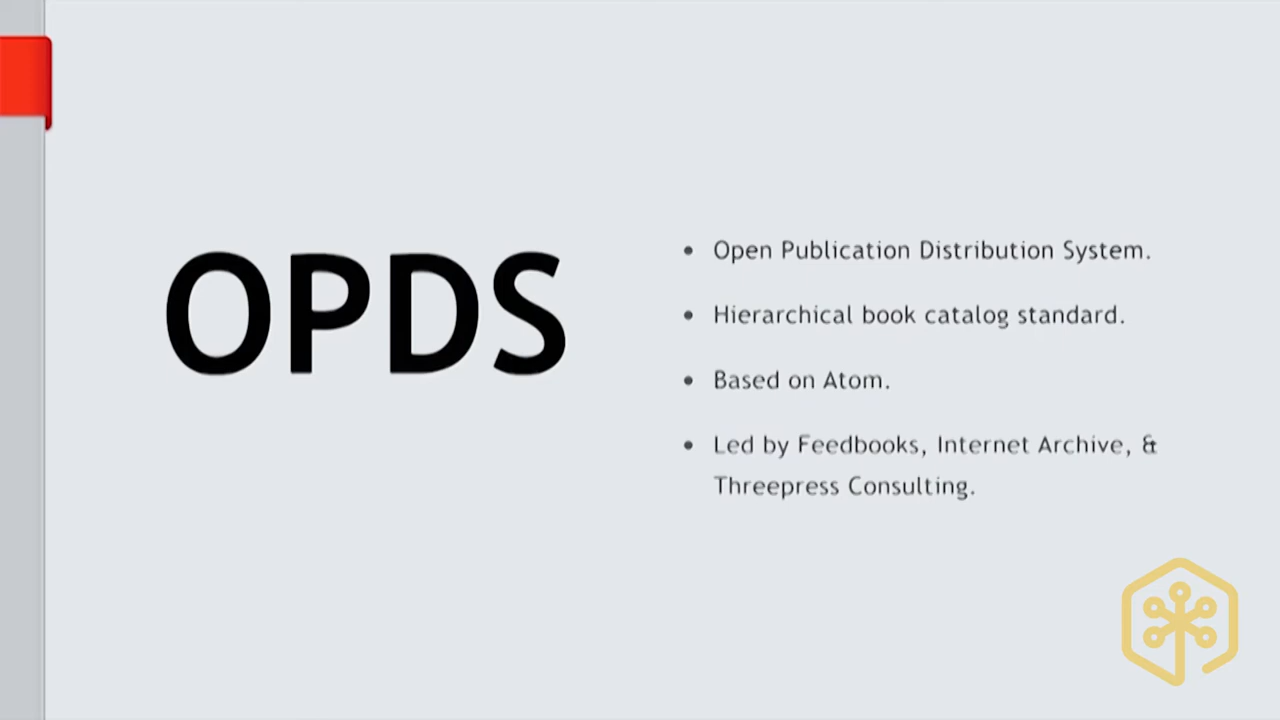 OPDS
• Open Publication Distribution System.
• Hierarchical book catalog standard.
• Based on Atom.
• Led by Feedbooks, Internet Archive, &
Threepress Consulting.